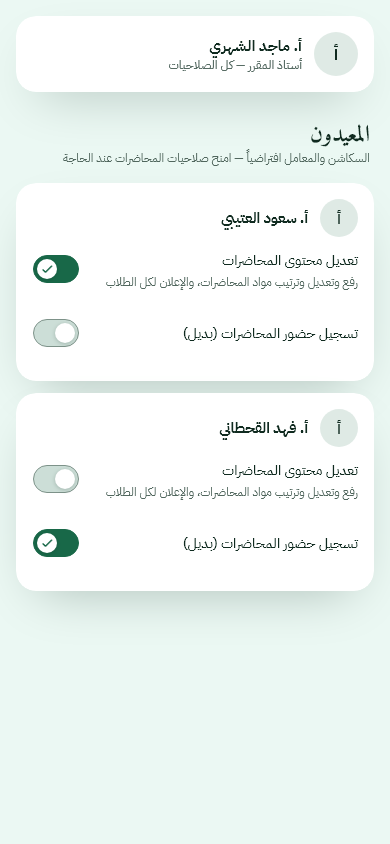 أ
أ. ماجد الشهري
أستاذ المقرر — كل الصلاحيات
المعيدون
السكاشن والمعامل افتراضياً — امنح صلاحيات المحاضرات عند الحاجة
أ
أ. سعود العتيبي
تعديل محتوى المحاضرات
رفع وتعديل وترتيب مواد المحاضرات، والإعلان لكل الطلاب
تسجيل حضور المحاضرات (بديل)
أ
أ. فهد القحطاني
تعديل محتوى المحاضرات
رفع وتعديل وترتيب مواد المحاضرات، والإعلان لكل الطلاب
تسجيل حضور المحاضرات (بديل)